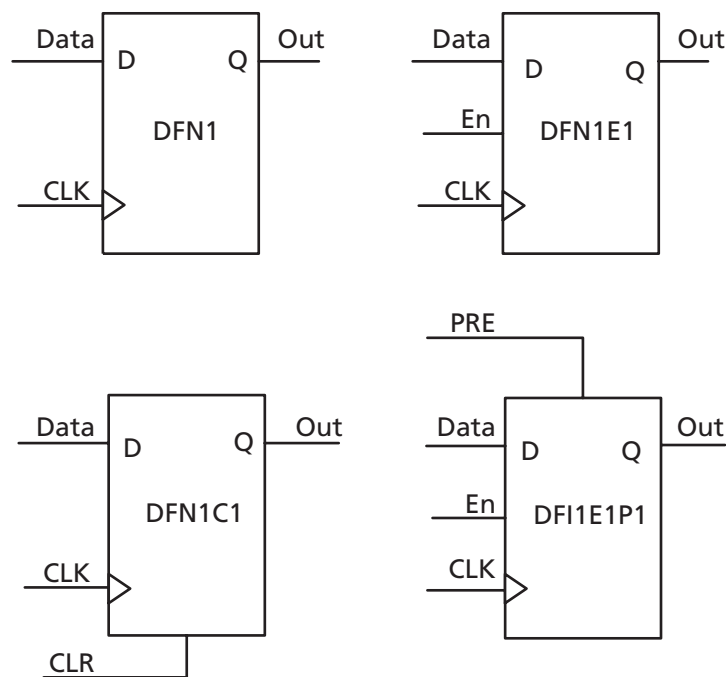 Data
Out
D
Q
DFN1
CLK
Data
Out
D
Q
En
DFN1E1
CLK
Data
Out
D
Q
DFN1C1
CLK
CLR
PRE
Data
Out
D
Q
En
DFI1E1P1
CLK